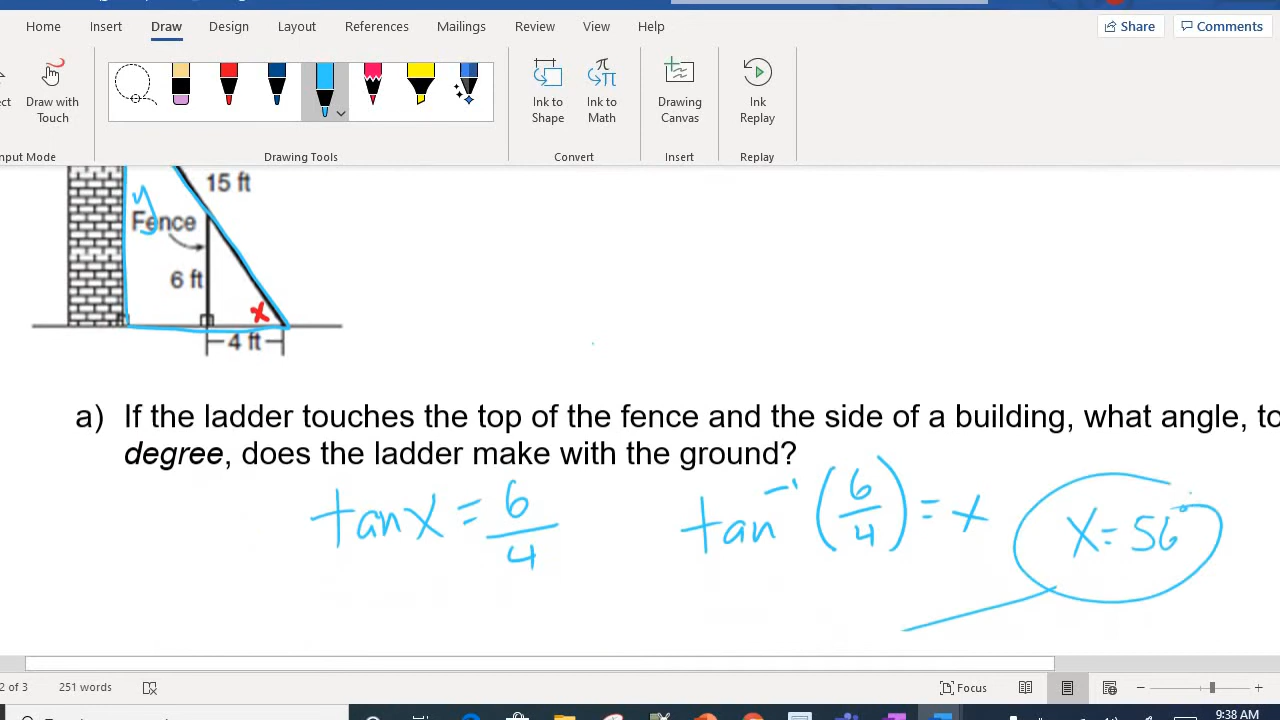 Home Insert Draw Design Layout References Mailings Review View Help Share Comments
Draw with Touch
Ink to Shape
Ink to Math
Drawing Canvas
Ink Replay
nput Mode Drawing Tools Convert Insert Replay
15 ft
y
Fence
6 ft
x
4 ft
a) If the ladder touches the top of the fence and the side of a building, what angle, to
degree, does the ladder make with the ground?
tan x = 6/4 tan⁻¹(6/4) = x x = 56°
2 of 3 251 words Focus
9:38 AM